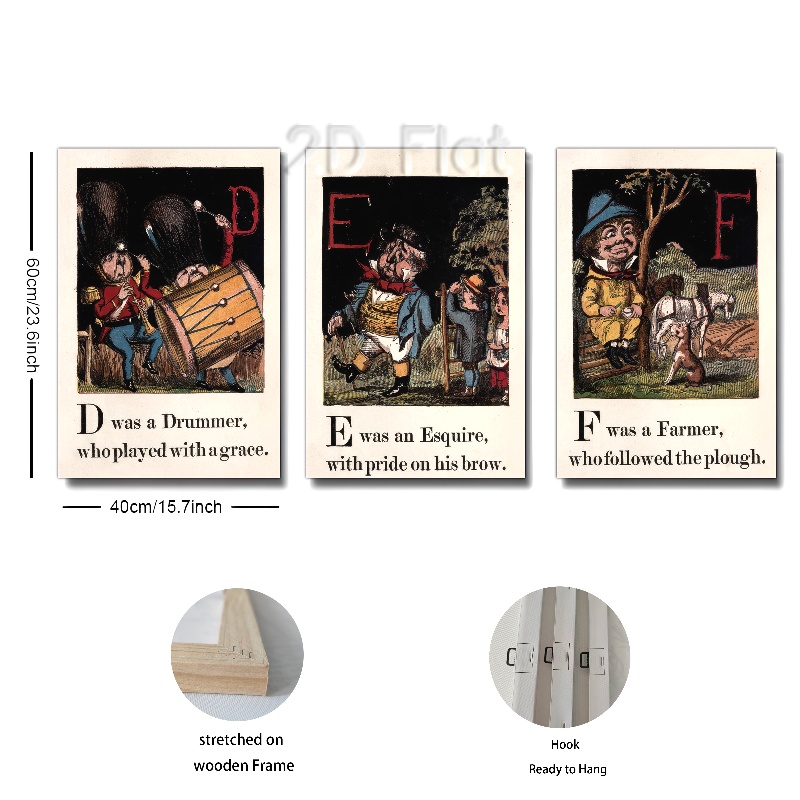 2D Flat
D
E
F
D was a Drummer,
who played with a grace.
E was an Esquire,
with pride on his brow.
F was a Farmer,
who followed the plough.
60cm/23.6inch
40cm/15.7inch
stretched on
wooden Frame
Hook
Ready to Hang